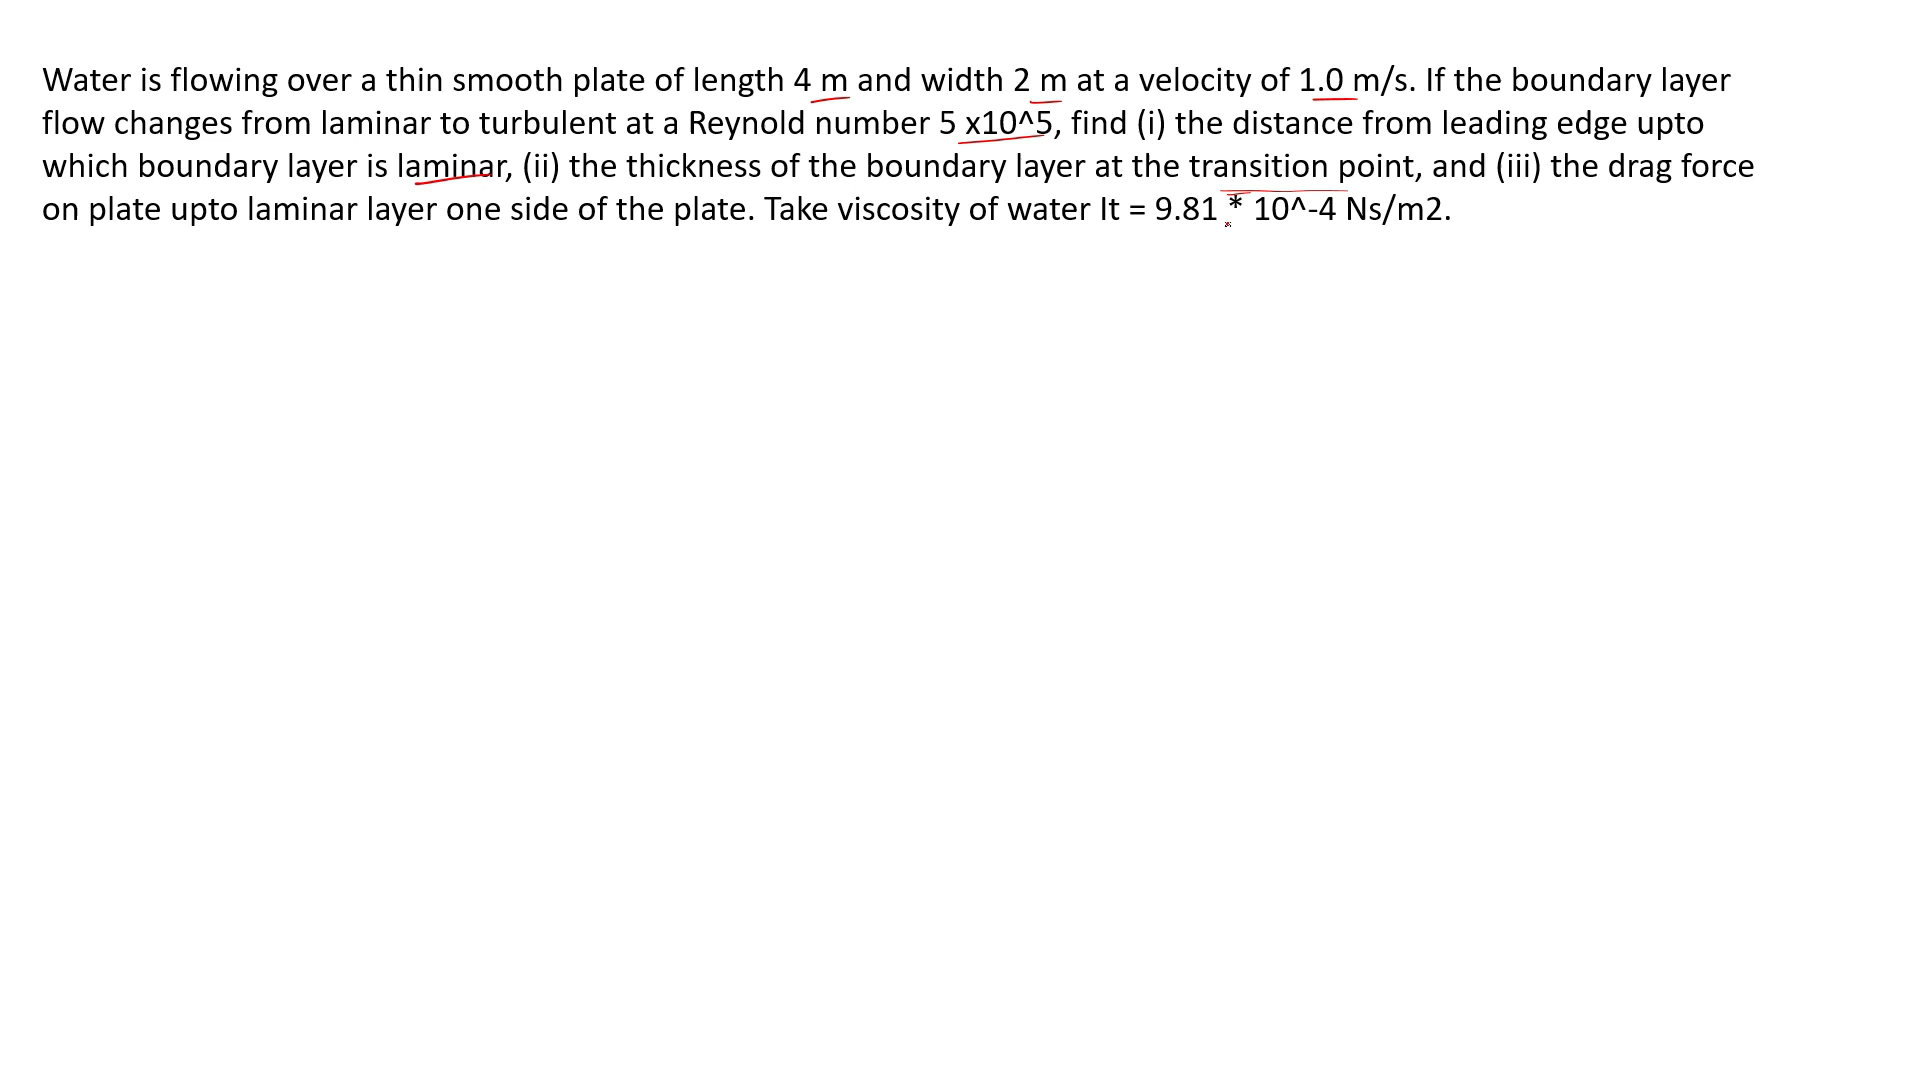 Water is flowing over a thin smooth plate of length 4 m and width 2 m at a velocity of 1.0 m/s. If the boundary layer
flow changes from laminar to turbulent at a Reynold number 5 x10^5, find (i) the distance from leading edge upto
which boundary layer is laminar, (ii) the thickness of the boundary layer at the transition point, and (iii) the drag force
on plate upto laminar layer one side of the plate. Take viscosity of water It = 9.81 * 10^-4 Ns/m2.